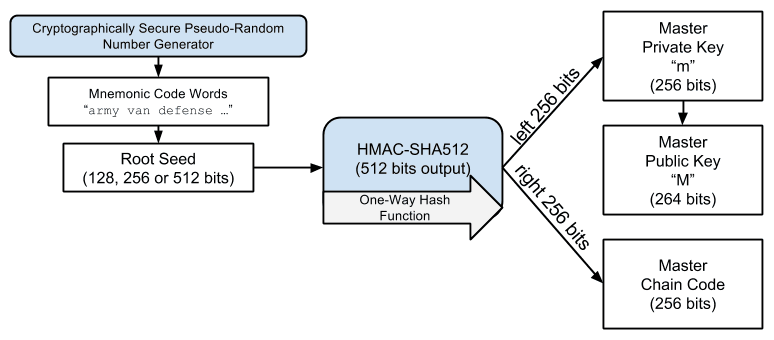 Cryptographically Secure Pseudo-Random
Number Generator
Mnemonic Code Words
“army van defense …”
Root Seed
(128, 256 or 512 bits)
HMAC-SHA512
(512 bits output)
One-Way Hash
Function
left 256 bits
right 256 bits
Master
Private Key
“m”
(256 bits)
Master
Public Key
“M”
(264 bits)
Master
Chain Code
(256 bits)